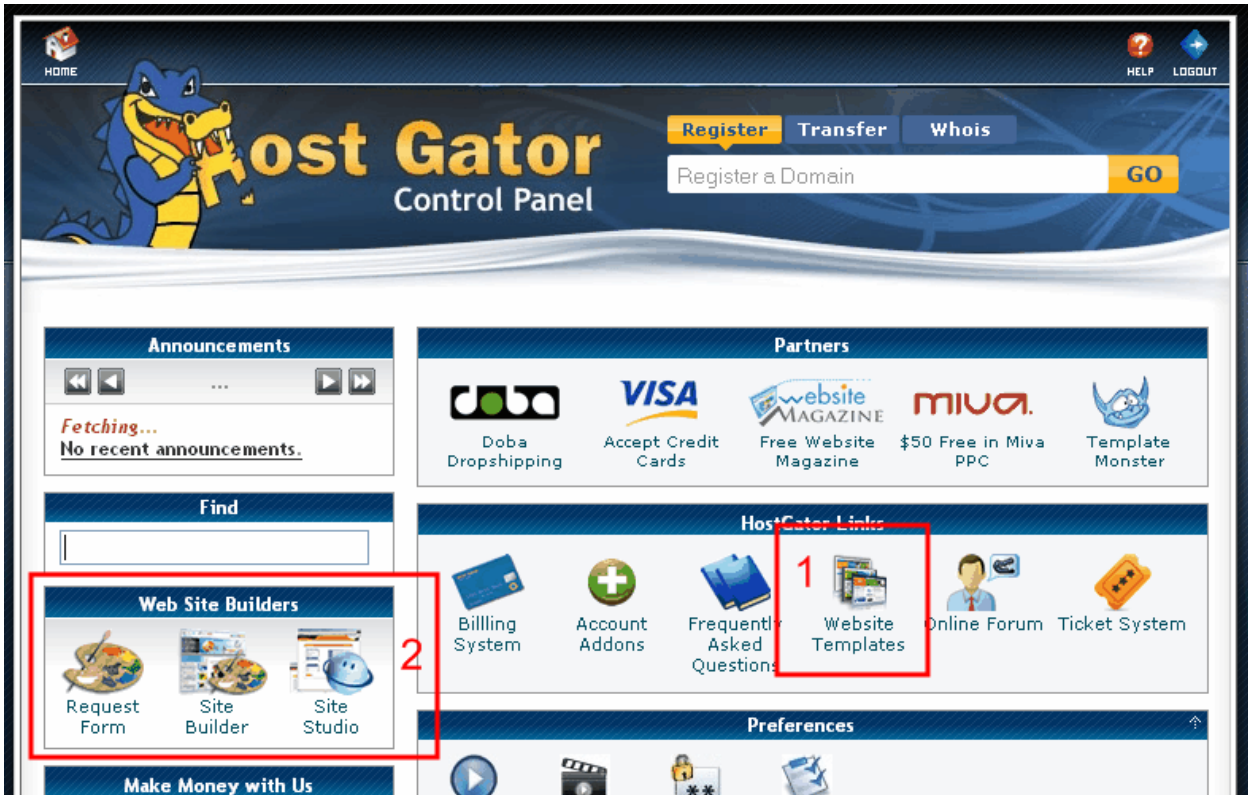 HOME
HELP LOGOUT
Host Gator
Control Panel
Register Transfer Whois
Register a Domain GO
Announcements
...
Fetching...
No recent announcements.
Find
Web Site Builders
2
Request Form
Site Builder
Site Studio
Make Money with Us
Partners
doba
VISA
website
MAGAZINE
miva.
Doba Dropshipping
Accept Credit Cards
Free Website Magazine
$50 Free in Miva PPC
Template Monster
HostGator Links
1
Billling System
Account Addons
Frequently Asked Questions
Website Templates
Online Forum
Ticket System
Preferences
**